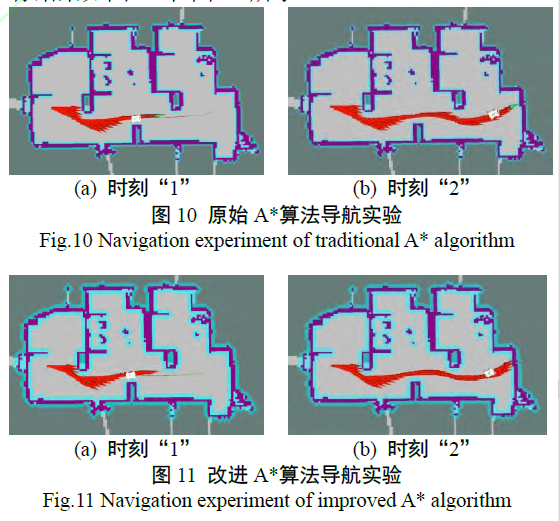 (a) 时刻“1”
(b) 时刻“2”
图 10 原始 A*算法导航实验
Fig.10 Navigation experiment of traditional A* algorithm
(a) 时刻“1”
(b) 时刻“2”
图 11 改进 A*算法导航实验
Fig.11 Navigation experiment of improved A* algorithm